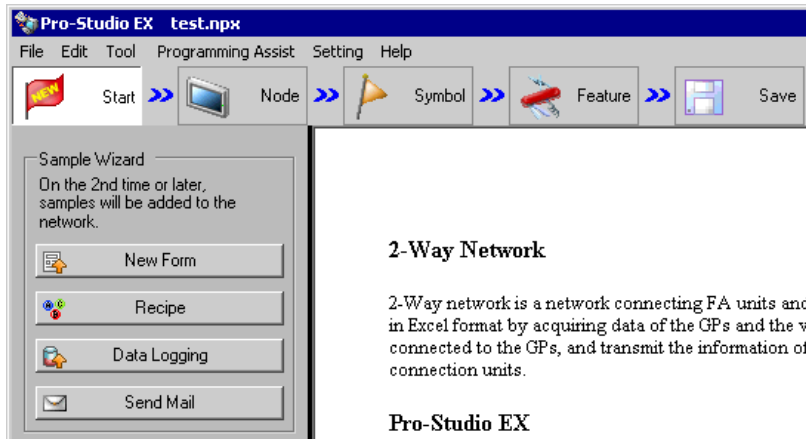 Pro-Studio EX test.npx
File Edit Tool Programming Assist Setting Help
NEW Start Node Symbol Feature Save
Sample Wizard
On the 2nd time or later,
samples will be added to the
network.
New Form
Recipe
Data Logging
Send Mail
2-Way Network
2-Way network is a network connecting FA units and
in Excel format by acquiring data of the GPs and the
connected to the GPs, and transmit the information of
connection units.
Pro-Studio EX